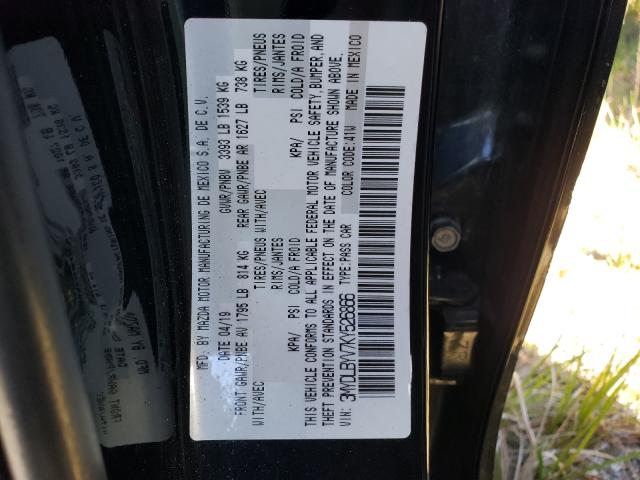 MFG. BY MAZDA MOTOR MANUFACTURING DE MEXICO S.A. DE C.V.
DATE 04/19 GVWR/PNBV 3393 LB 1539 KG
FRONT GAWR/PNBE AV 1795 LB 814 KG REAR GAWR/PNBE AR 1627 LB 738 KG
WITH/AVEC TIRES/PNEUS WITH/AVEC TIRES/PNEUS
RIMS/JANTES RIMS/JANTES
KPA/ PSI COLD/A FROID KPA/ PSI COLD/A FROID
THIS VEHICLE CONFORMS TO ALL APPLICABLE FEDERAL MOTOR VEHICLE SAFETY, BUMPER, AND
THEFT PREVENTION STANDARDS IN EFFECT ON THE DATE OF MANUFACTURE SHOWN ABOVE.
VIN: 3MYDLBYV7KY526866 TYPE:PASS CAR COLOR CODE:41W MADE IN MEXICO